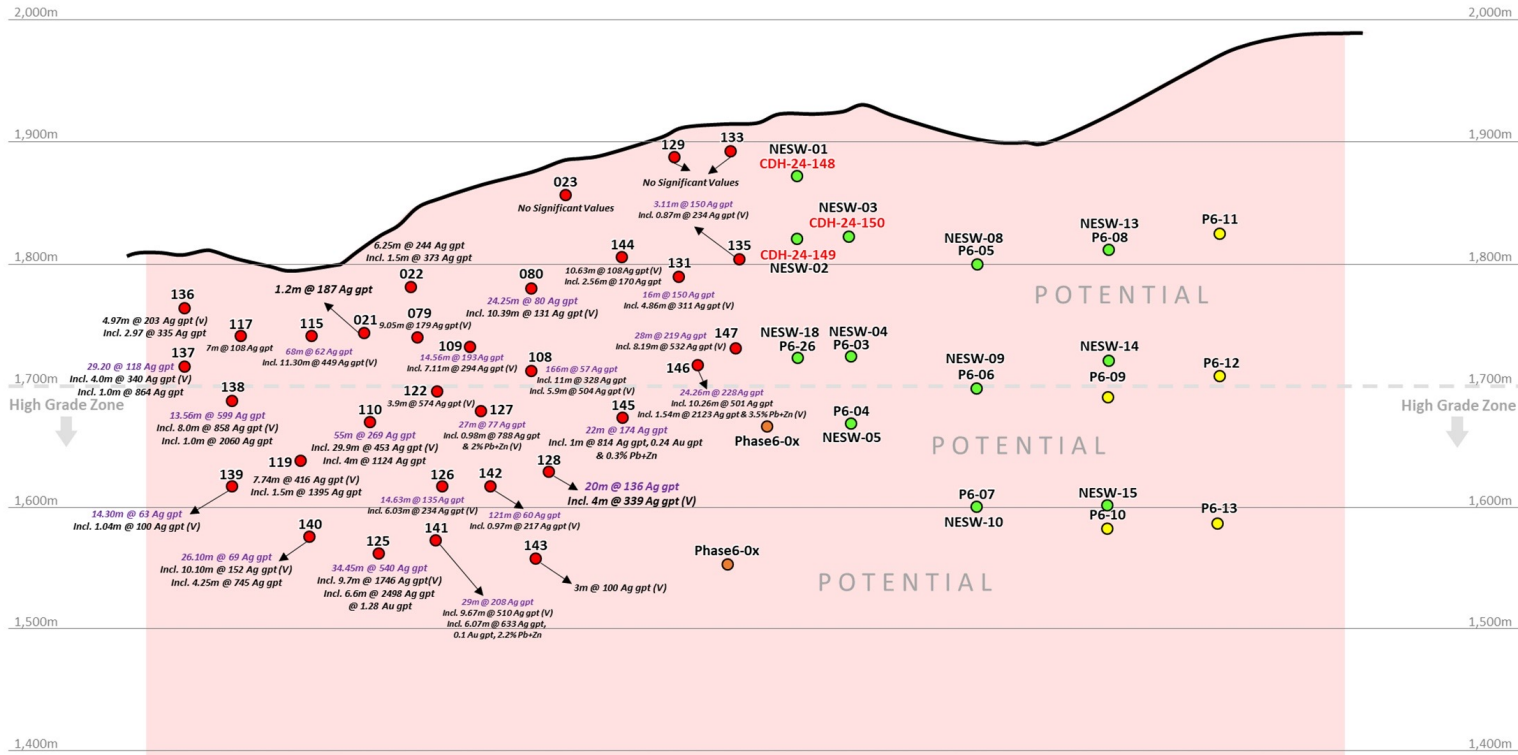 2,000m
2,000m
1,900m
1,900m
129
133
No Significant Values
NESW-01
CDH-24-148
023
No Significant Values
3.11m @ 150 Ag gpt
Incl. 0.87m @ 234 Ag gpt (V)
NESW-03
CDH-24-150
P6-11
NESW-13
P6-08
NESW-08
P6-05
135
CDH-24-149
NESW-02
1,800m
1,800m
6.25m @ 244 Ag gpt
Incl. 1.5m @ 373 Ag gpt
144
10.63m @ 108Ag gpt (V)
Incl. 2.56m @ 170 Ag gpt
131
16m @ 150 Ag gpt
Incl. 4.86m @ 311 Ag gpt (V)
022
080
24.25m @ 80 Ag gpt
Incl. 10.39m @ 131 Ag gpt (V)
1.2m @ 187 Ag gpt
POTENTIAL
136
4.97m @ 203 Ag gpt (v)
Incl. 2.97 @ 335 Ag gpt
117
7m @ 108 Ag gpt
115
68m @ 62 Ag gpt
Incl. 11.30m @ 449 Ag gpt (V)
021
079
9.05m @ 179 Ag gpt (V)
109
14.56m @ 193Ag gpt
Incl. 7.11m @ 294 Ag gpt (V)
108
166m @ 57 Ag gpt
Incl. 11m @ 328 Ag gpt
Incl. 5.9m @ 504 Ag gpt (V)
147
28m @ 219 Ag gpt
Incl. 8.19m @ 532 Ag gpt (V)
146
24.26m @ 228 Ag gpt
Incl. 10.26m @ 501 Ag gpt
Incl. 1.54m @ 2123 Ag gpt & 3.5% Pb+Zn (V)
NESW-18
P6-26
NESW-04
P6-03
NESW-09
P6-06
NESW-14
P6-09
P6-12
137
29.20 @ 118 Ag gpt
Incl. 4.0m @ 340 Ag gpt (V)
Incl. 1.0m @ 864 Ag gpt
1,700m
1,700m
High Grade Zone
High Grade Zone
138
13.56m @ 599 Ag gpt
Incl. 8.0m @ 858 Ag gpt (V)
Incl. 1.0m @ 2060 Ag gpt
122
3.9m @ 574 Ag gpt (V)
127
27m @ 77 Ag gpt
Incl. 0.98m @ 788 Ag gpt
& 2% Pb+Zn (V)
110
55m @ 269 Ag gpt
Incl. 29.9m @ 453 Ag gpt (V)
Incl. 4m @ 1124 Ag gpt
145
22m @ 174 Ag gpt
Incl. 1m @ 814 Ag gpt, 0.24 Au gpt
& 0.3% Pb+Zn
Phase6-0x
P6-04
NESW-05
POTENTIAL
119
7.74m @ 416 Ag gpt (V)
Incl. 1.5m @ 1395 Ag gpt
139
14.30m @ 63 Ag gpt
Incl. 1.04m @ 100 Ag gpt (V)
126
14.63m @ 135 Ag gpt
Incl. 6.03m @ 234 Ag gpt (V)
142
121m @ 60 Ag gpt
Incl. 0.97m @ 217 Ag gpt (V)
128
20m @ 136 Ag gpt
Incl. 4m @ 339 Ag gpt (V)
P6-07
NESW-10
NESW-15
P6-10
P6-13
1,600m
1,600m
140
26.10m @ 69 Ag gpt
Incl. 10.10m @ 152 Ag gpt (V)
Incl. 4.25m @ 745 Ag gpt
125
34.45m @ 540 Ag gpt
Incl. 9.7m @ 1746 Ag gpt(V)
Incl. 6.6m @ 2498 Ag gpt
@ 1.28 Au gpt
141
29m @ 208 Ag gpt
Incl. 9.67m @ 510 Ag gpt (V)
Incl. 6.07m @ 633 Ag gpt,
0.1 Au gpt, 2.2% Pb+Zn
143
3m @ 100 Ag gpt (V)
Phase6-0x
POTENTIAL
1,500m
1,500m
1,400m
1,400m